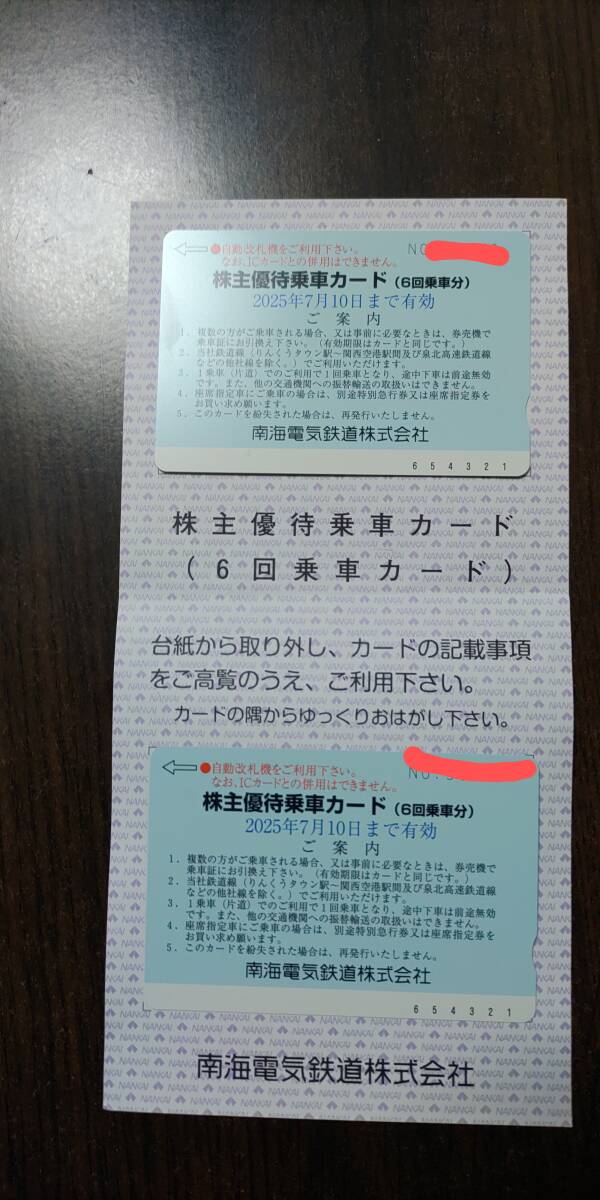 ●自動改札機をご利用下さい。
なお、ICカードとの併用はできません。
株主優待乗車カード（6回乗車分）
2025年7月10日まで有効
ご 案 内
1．複数の方がご乗車される場合、又は事前に必要なときは、券売機で
乗車証にお引換え下さい。（有効期限はカードと同じです。）
2．当社鉄道線（りんくうタウン駅〜関西空港駅間及び泉北高速鉄道線
などの他社線を除く。）でご利用いただけます。
3．1乗車（片道）でのご利用で1回乗車となり、途中下車は前途無効
です。また、他の交通機関への振替輸送の取扱いはできません。
4．座席指定車にご乗車の場合は、別途特別急行券又は座席指定券を
お買い求め願います。
5．このカードを紛失された場合は、再発行いたしません。
南海電気鉄道株式会社
6 5 4 3 2 1
株主優待乗車カード
（6回乗車カード）
台紙から取り外し、カードの記載事項
をご高覧のうえ、ご利用下さい。
カードの隅からゆっくりおはがし下さい。
●自動改札機をご利用下さい。
なお、ICカードとの併用はできません。
株主優待乗車カード（6回乗車分）
2025年7月10日まで有効
ご 案 内
1．複数の方がご乗車される場合、又は事前に必要なときは、券売機で
乗車証にお引換え下さい。（有効期限はカードと同じです。）
2．当社鉄道線（りんくうタウン駅〜関西空港駅間及び泉北高速鉄道線
などの他社線を除く。）でご利用いただけます。
3．1乗車（片道）でのご利用で1回乗車となり、途中下車は前途無効
です。また、他の交通機関への振替輸送の取扱いはできません。
4．座席指定車にご乗車の場合は、別途特別急行券又は座席指定券を
お買い求め願います。
5．このカードを紛失された場合は、再発行いたしません。
南海電気鉄道株式会社
6 5 4 3 2 1
南海電気鉄道株式会社